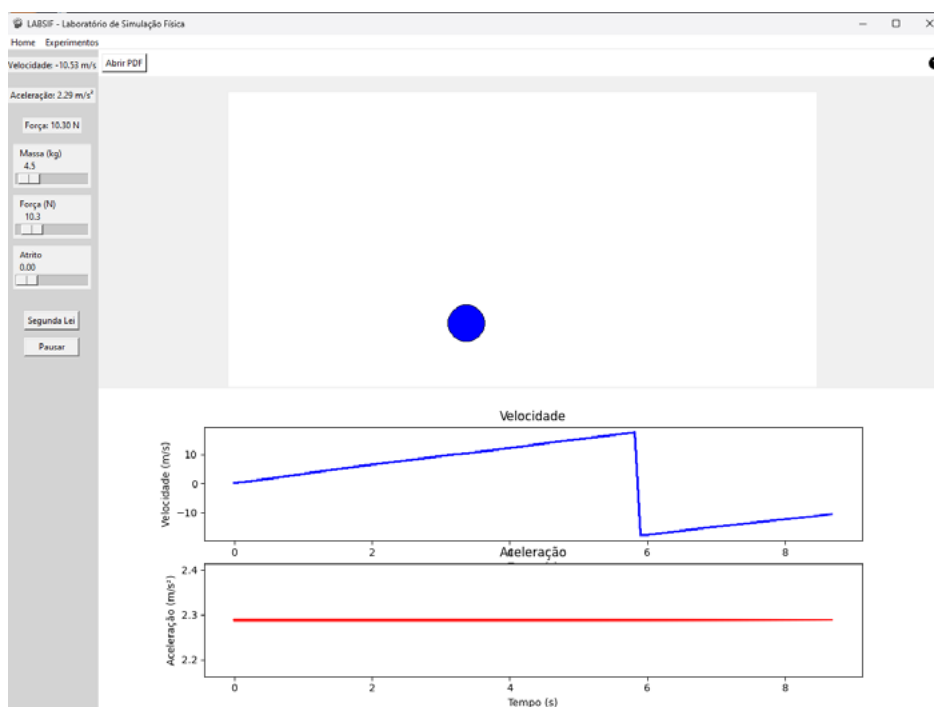 LABSIF - Laboratório de Simulação Física
Home Experimentos
Velocidade: -10.53 m/s
Abrir PDF
Aceleração: 2.29 m/s²
Força: 10.30 N
Massa (kg)
4.5
Força (N)
10.3
Atrito
0.00
Segunda Lei
Pausar
Velocidade
Velocidade (m/s)
10
0
−10
0 2 4 6 8
Aceleração
Aceleração (m/s²)
2.4
2.3
2.2
0 2 4 6 8
Tempo (s)